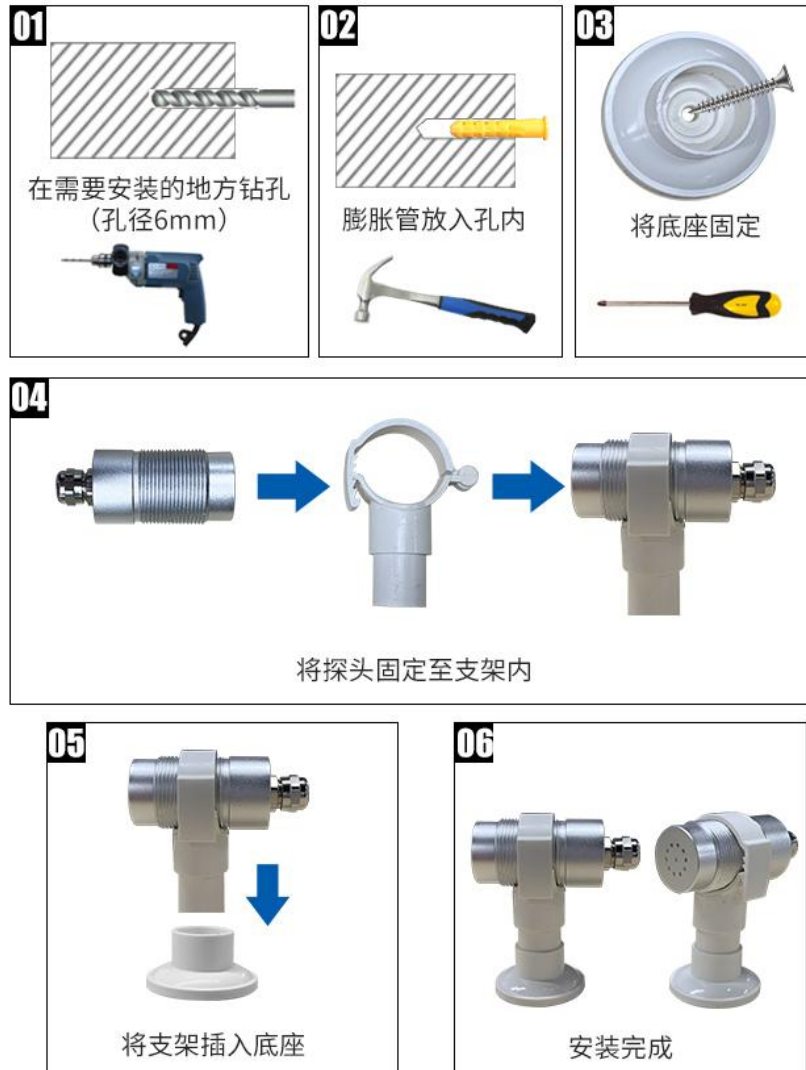 01
在需要安装的地方钻孔
（孔径6mm）
02
膨胀管放入孔内
03
将底座固定
04
将探头固定至支架内
05
将支架插入底座
06
安装完成